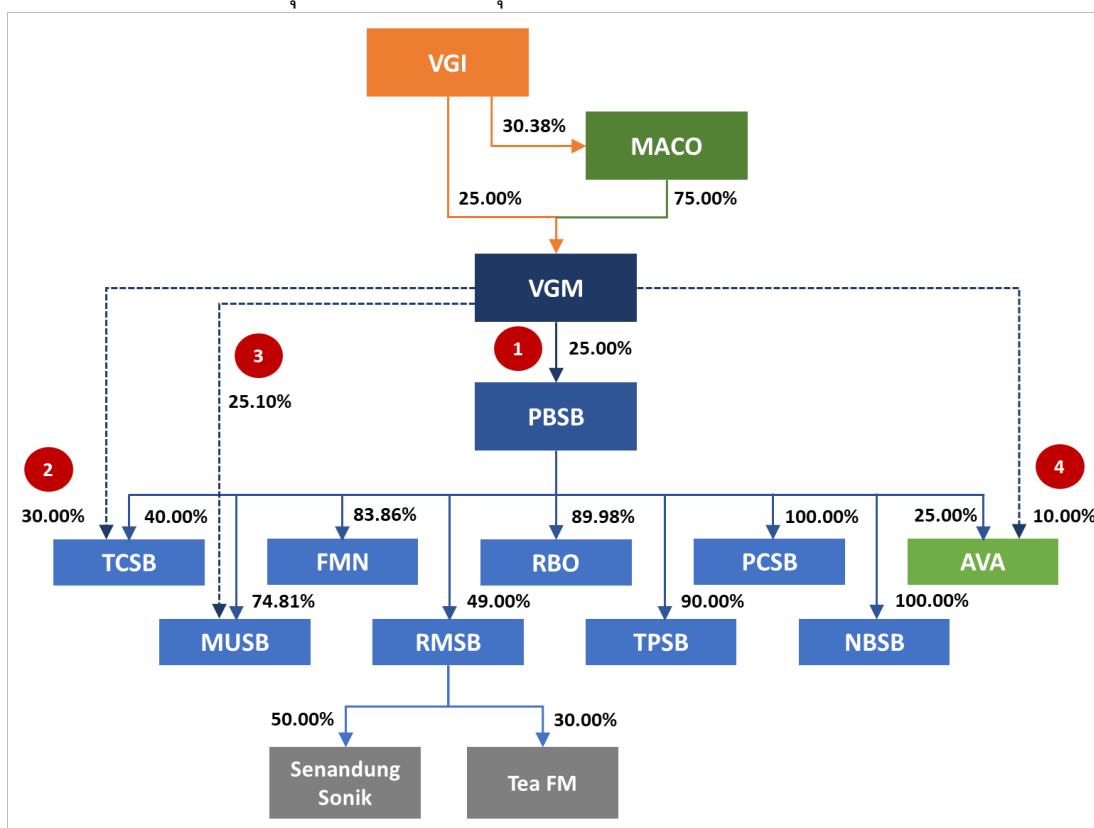 VGI
30.38%
MACO
25.00%
75.00%
VGM
1
25.00%
3
25.10%
PBSB
2
4
30.00%
40.00%
83.86%
89.98%
100.00%
25.00%
10.00%
TCSB
FMN
RBO
PCSB
AVA
74.81%
49.00%
90.00%
100.00%
MUSB
RMSB
TPSB
NBSB
50.00%
30.00%
Senandung
Sonik
Tea FM